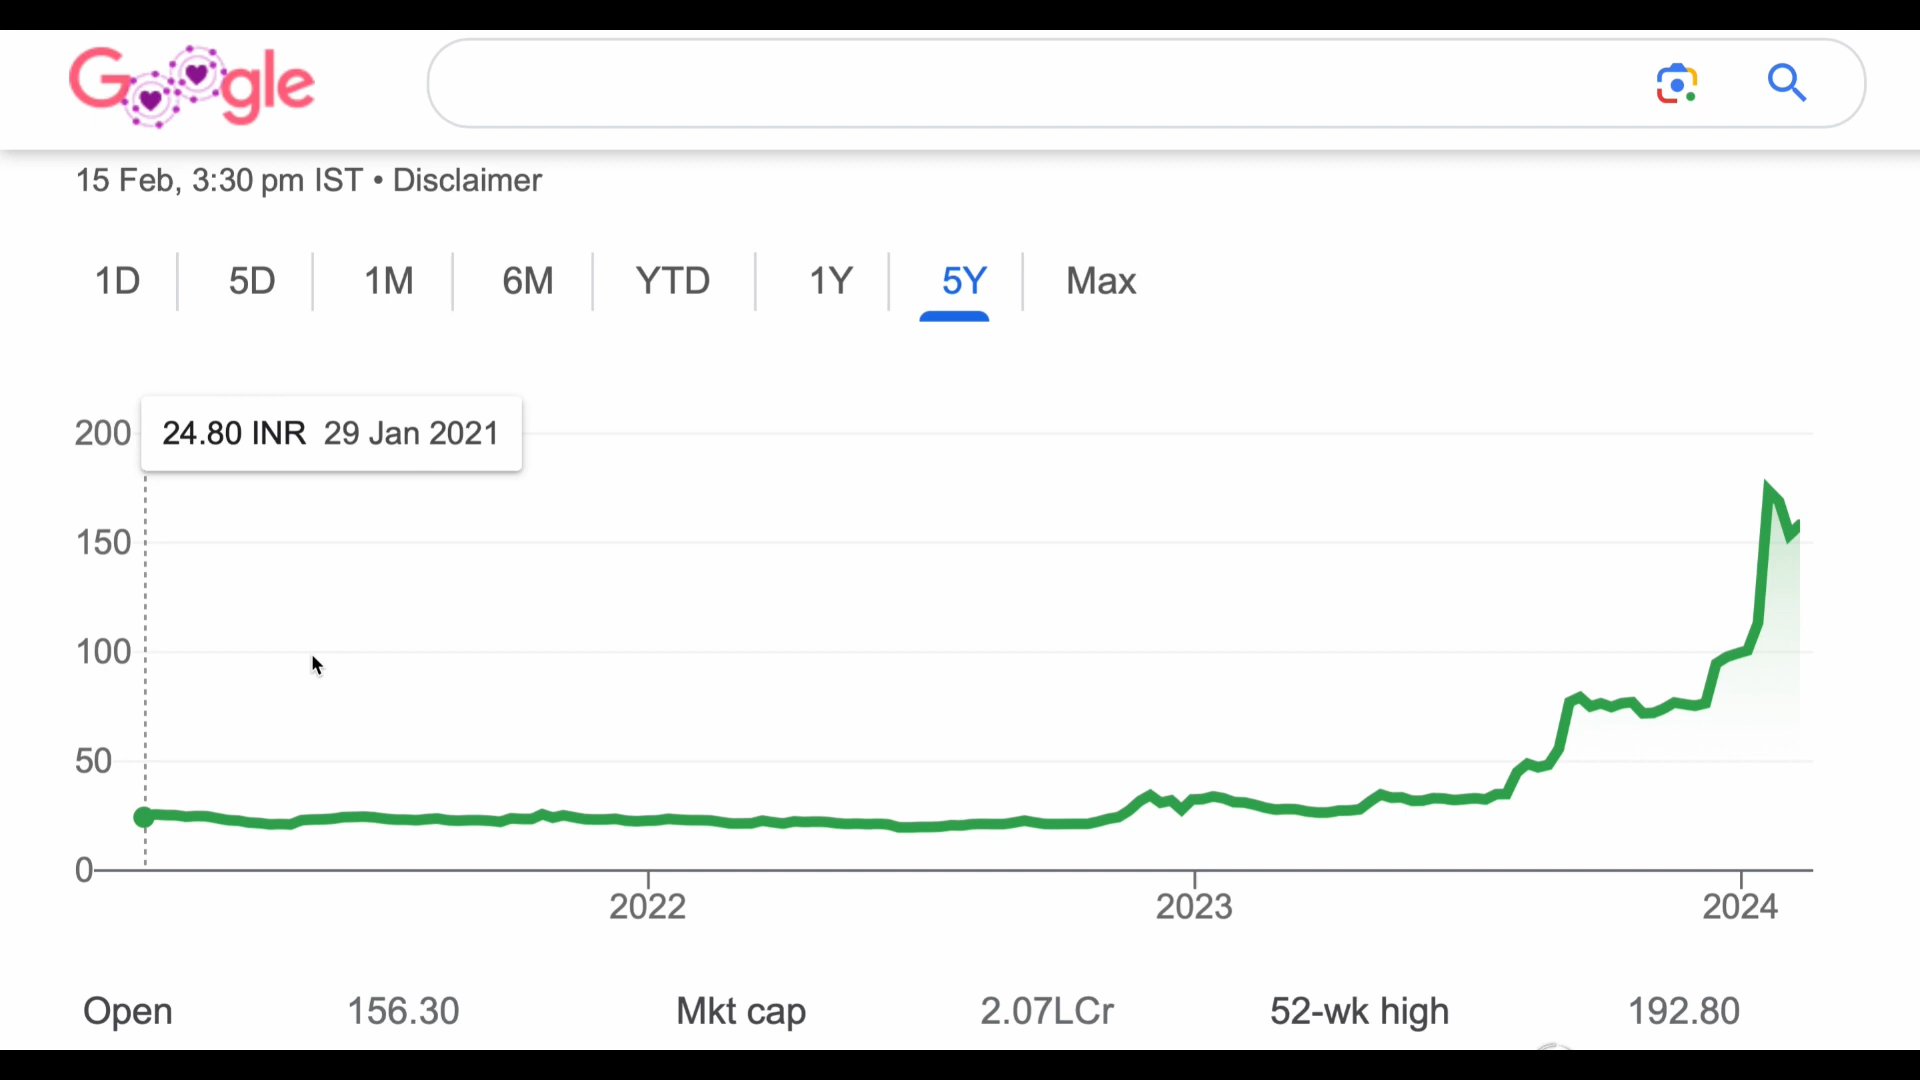 Google
15 Feb, 3:30 pm IST • Disclaimer
1D 5D 1M 6M YTD 1Y 5Y Max
24.80 INR 29 Jan 2021
200
150
100
50
0
2022 2023 2024
Open 156.30 Mkt cap 2.07LCr 52-wk high 192.80